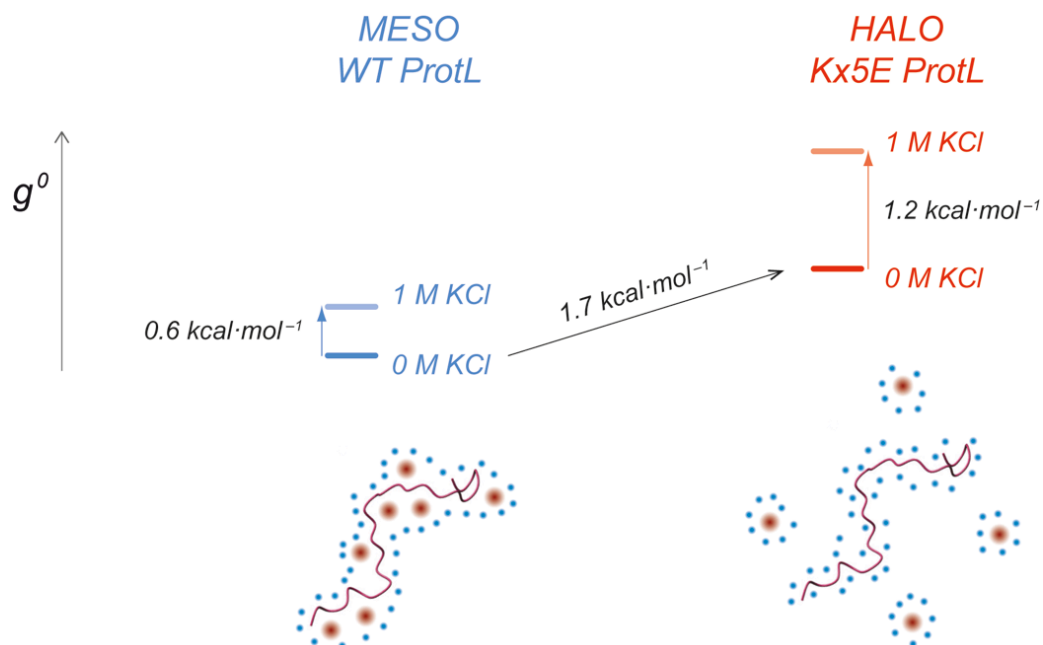 MESO
WT ProtL
HALO
Kx5E ProtL
g⁰
1 M KCl
1.2 kcal·mol⁻¹
0 M KCl
1.7 kcal·mol⁻¹
1 M KCl
0.6 kcal·mol⁻¹
0 M KCl